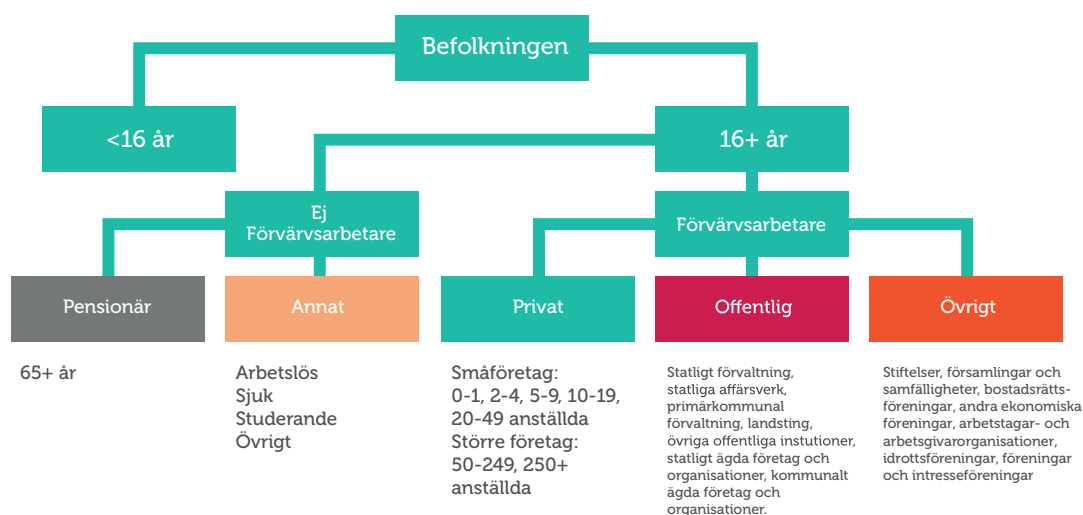 Befolkningen
<16 år
16+ år
Ej
Förvärvsarbetare
Förvärvsarbetare
Pensionär
Annat
Privat
Offentlig
Övrigt
65+ år
Arbetslös
Sjuk
Studerande
Övrigt
Småföretag:
0-1, 2-4, 5-9, 10-19,
20-49 anställda
Större företag:
50-249, 250+
anställda
Statligt förvaltning,
statliga affärsverk,
primärkommunal
förvaltning, landsting,
övriga offentliga instutioner,
statligt ägda företag och
organisationer, kommunalt
ägda företag och
organisationer.
Stiftelser, församlingar och
samfälligheter, bostadsrätts-
föreningar, andra ekonomiska
föreningar, arbetstagar- och
arbetsgivarorganisationer,
idrottsföreningar, föreningar
och intresseföreningar